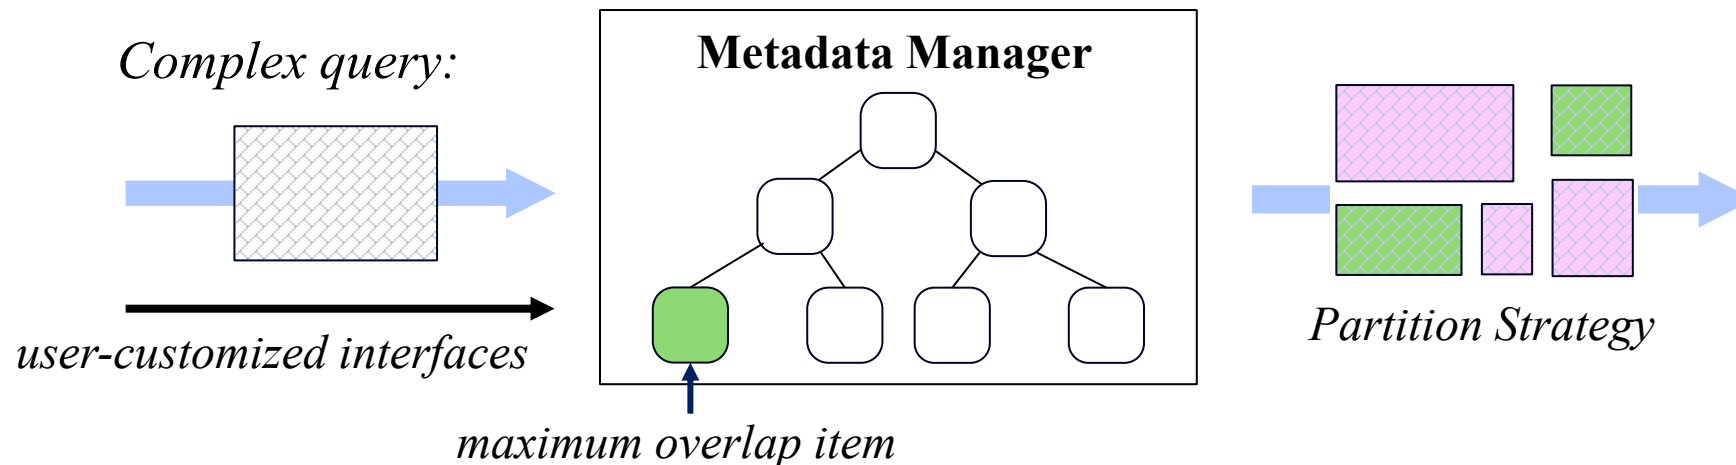 Complex query:
user-customized interfaces
Metadata Manager
maximum overlap item
Partition Strategy